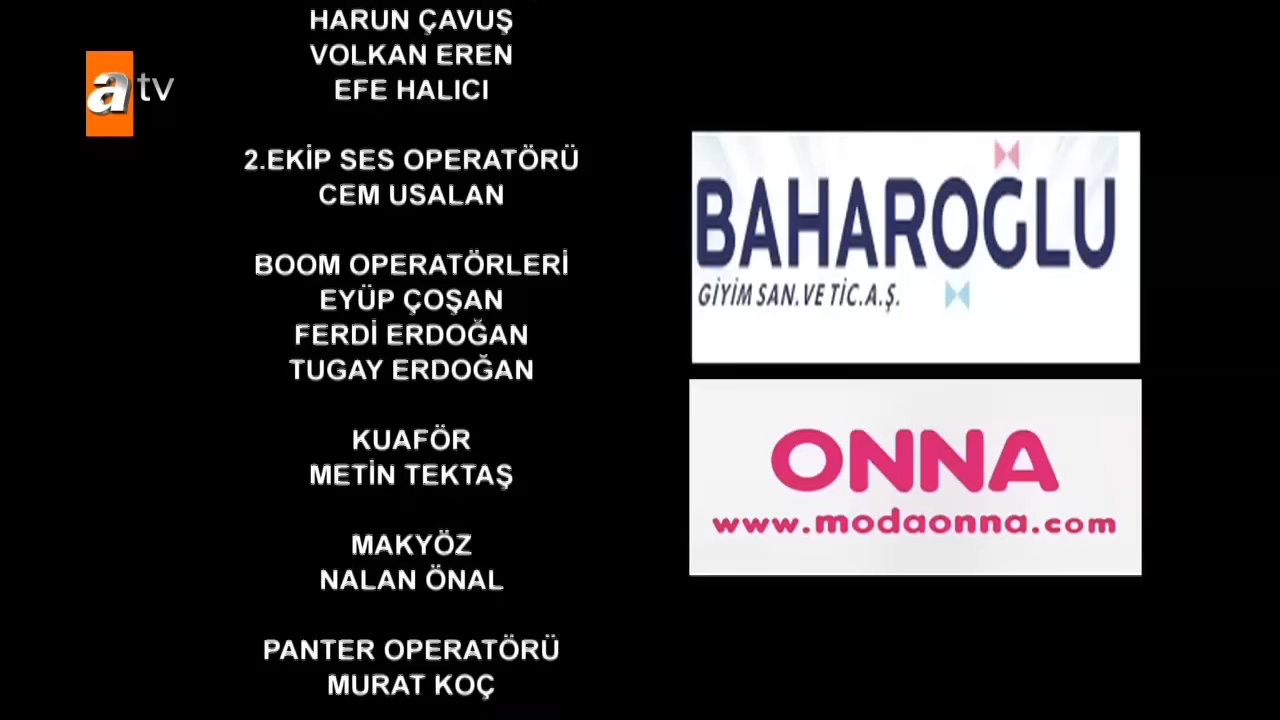 HARUN ÇAVUŞ
VOLKAN EREN
EFE HALICI
atv
2.EKİP SES OPERATÖRÜ
CEM USALAN
BOOM OPERATÖRLERİ
EYÜP ÇOŞAN
FERDİ ERDOĞAN
TUGAY ERDOĞAN
KUAFÖR
METİN TEKTAŞ
MAKYÖZ
NALAN ÖNAL
PANTER OPERATÖRÜ
MURAT KOÇ
BAHAROĞLU
GİYİM SAN.VE TİC.A.Ş.
ONNA
www.modaonna.com